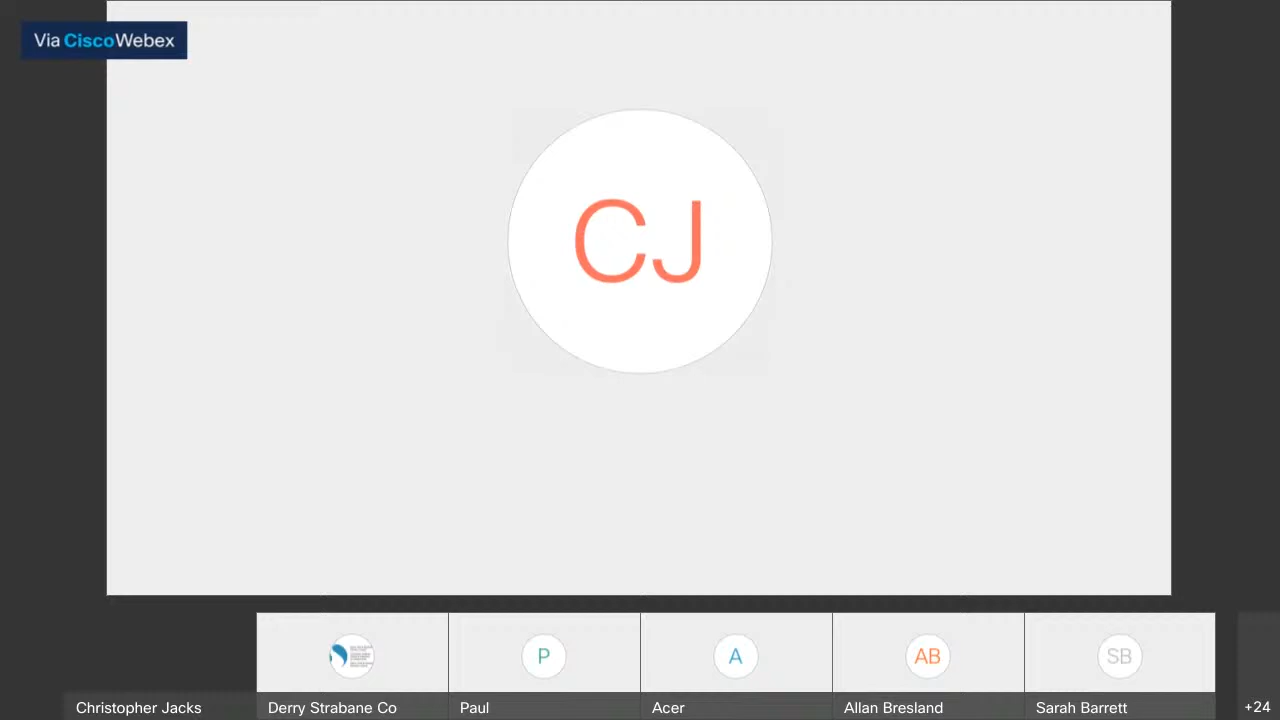 Via CiscoWebex
CJ
P
A
AB
SB
Christopher Jacks
Derry Strabane Co
Paul
Acer
Allan Bresland
Sarah Barrett
+24